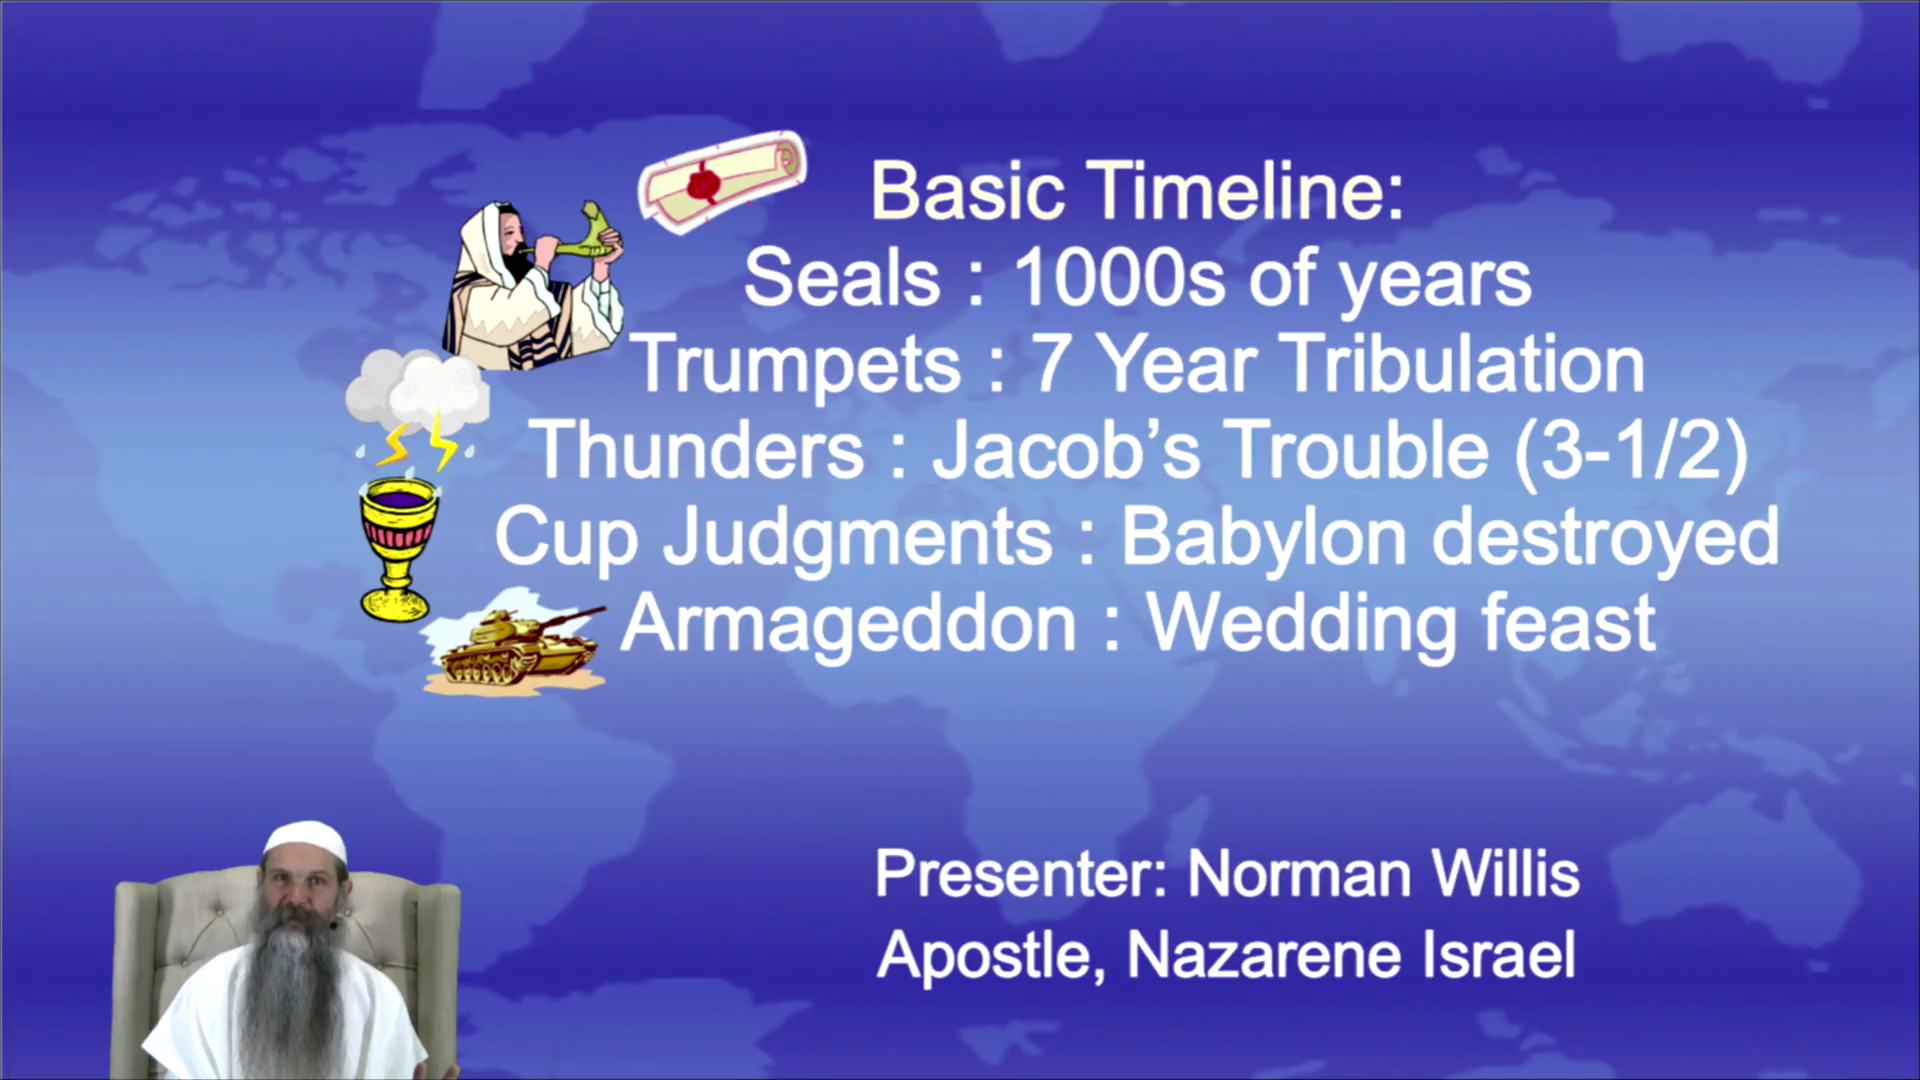 Basic Timeline:
Seals : 1000s of years
Trumpets : 7 Year Tribulation
Thunders : Jacob’s Trouble (3-1/2)
Cup Judgments : Babylon destroyed
Armageddon : Wedding feast
Presenter: Norman Willis
Apostle, Nazarene Israel